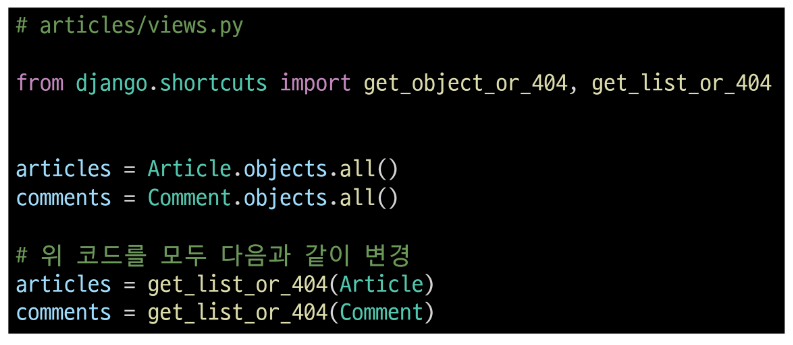 # articles/views.py
from django.shortcuts import get_object_or_404, get_list_or_404
articles = Article.objects.all()
comments = Comment.objects.all()
# 위 코드를 모두 다음과 같이 변경
articles = get_list_or_404(Article)
comments = get_list_or_404(Comment)